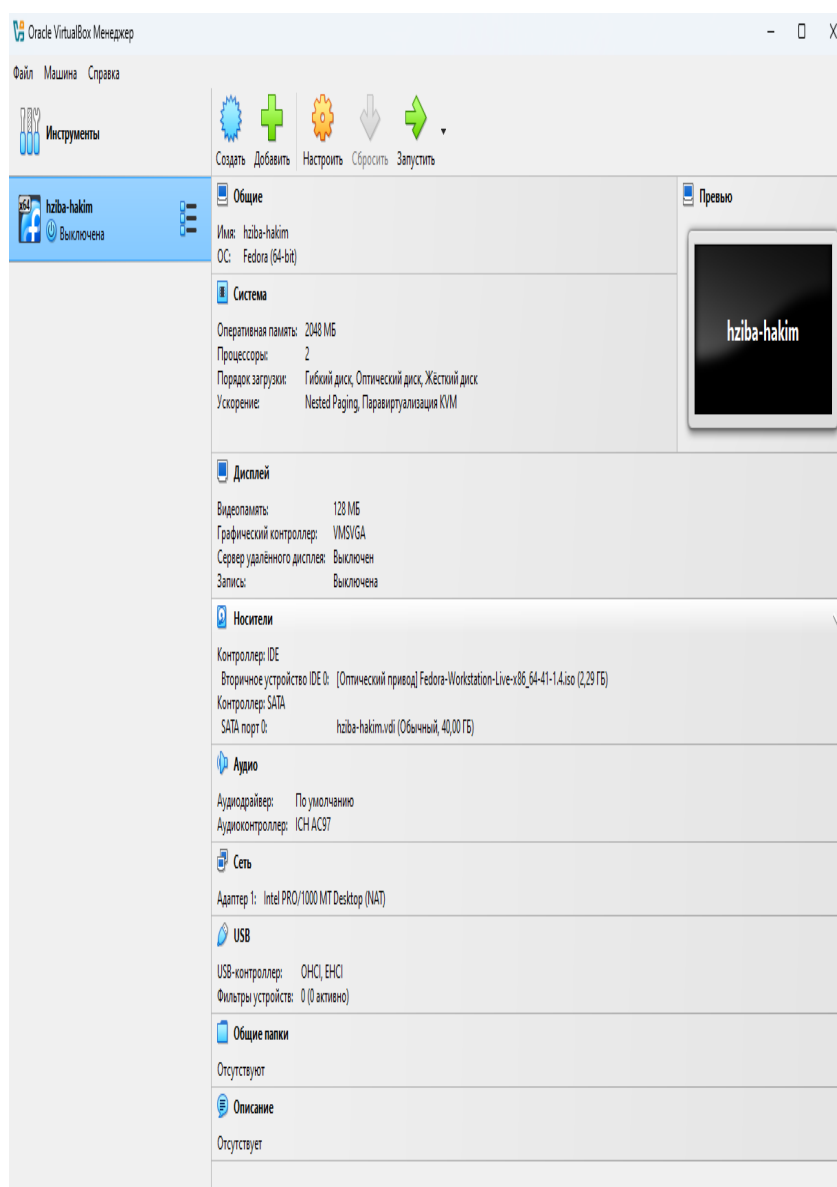 Oracle VirtualBox Менеджер
Файл Машина Справка
Инструменты
Создать Добавить Настроить Сбросить Запустить
x64
hziba-hakim
Выключена
Общие
Имя: hziba-hakim
ОС: Fedora (64-bit)
Превью
hziba-hakim
Система
Оперативная память: 2048 МБ
Процессоры: 2
Порядок загрузки: Гибкий диск, Оптический диск, Жёсткий диск
Ускорение: Nested Paging, Паравиртуализация KVM
Дисплей
Видеопамять: 128 МБ
Графический контроллер: VMSVGA
Сервер удалённого дисплея: Выключен
Запись: Выключена
Носители
Контроллер: IDE
Вторичное устройство IDE 0: [Оптический привод] Fedora-Workstation-Live-x86_64-41-1.4.iso (2,29 ГБ)
Контроллер: SATA
SATA порт 0: hziba-hakim.vdi (Обычный, 40,00 ГБ)
Аудио
Аудиодрайвер: По умолчанию
Аудиоконтроллер: ICH AC97
Сеть
Адаптер 1: Intel PRO/1000 MT Desktop (NAT)
USB
USB-контроллер: OHCI, EHCI
Фильтры устройств: 0 (0 активно)
Общие папки
Отсутствуют
Описание
Отсутствует